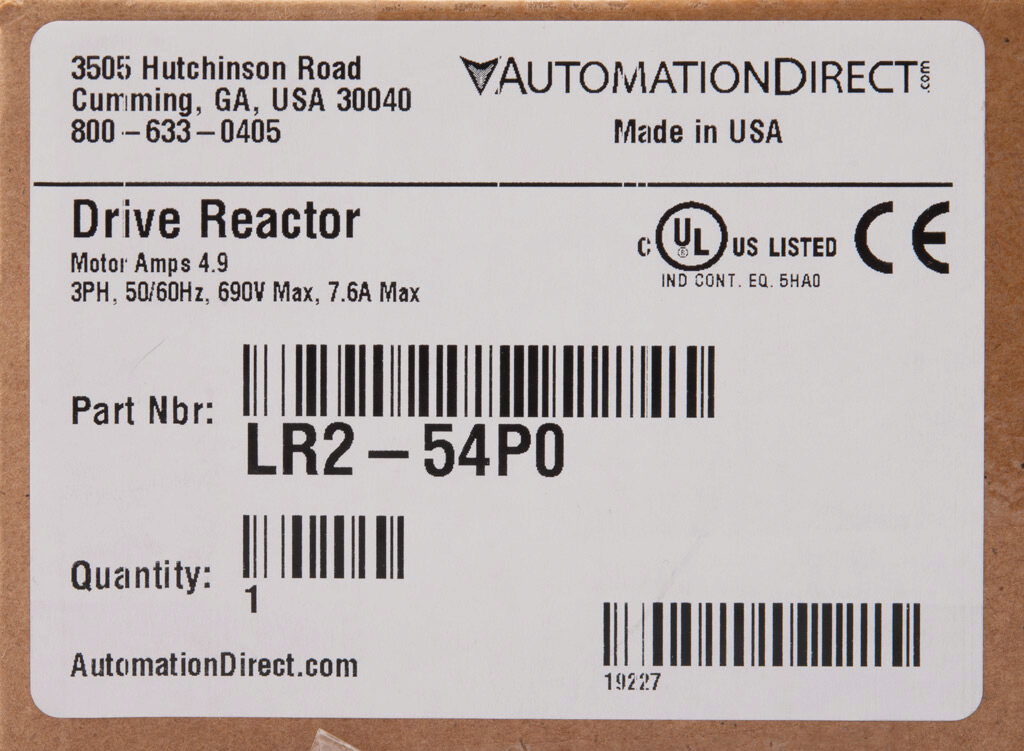 3505 Hutchinson Road
Cumming, GA, USA 30040
800-633-0405
AUTOMATIONDIRECT.com
Made in USA
Drive Reactor
Motor Amps 4.9
3PH, 50/60Hz, 690V Max, 7.6A Max
C UL ® US LISTED CE
IND CONT. EQ. 5HA0
Part Nbr:
LR2-54P0
Quantity:
1
AutomationDirect.com
19227